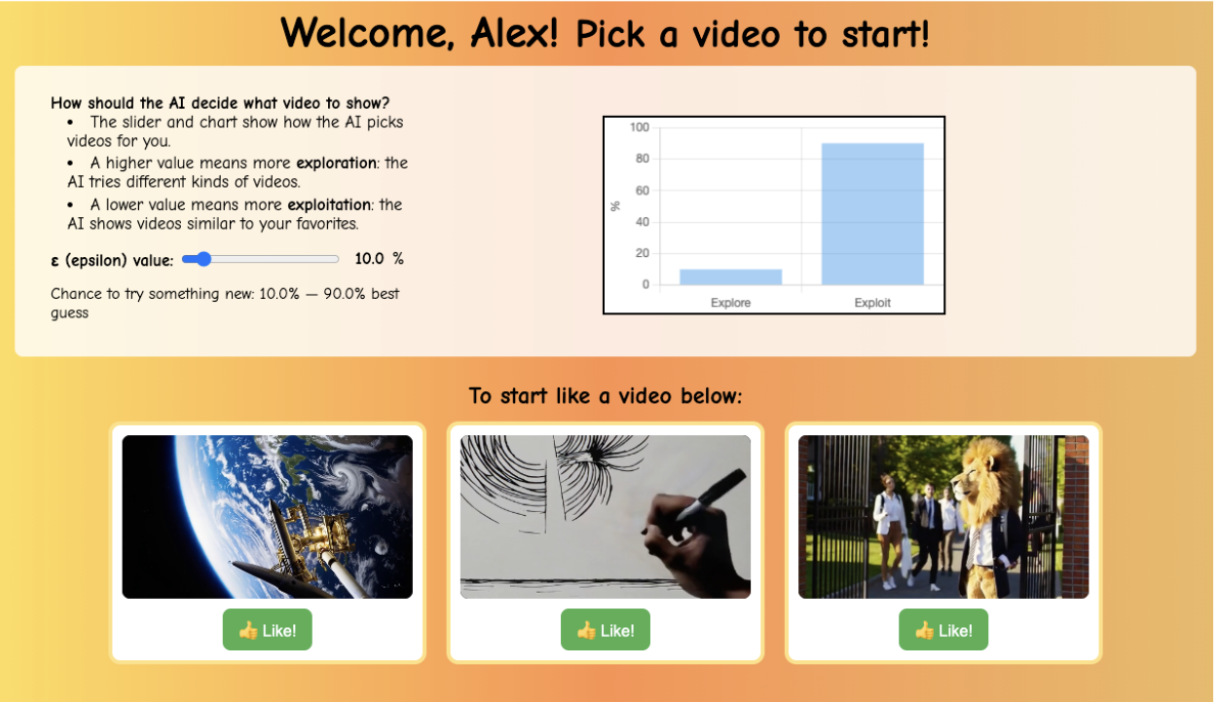 Welcome, Alex! Pick a video to start!
How should the AI decide what video to show?
• The slider and chart show how the AI picks
videos for you.
• A higher value means more exploration: the
AI tries different kinds of videos.
• A lower value means more exploitation: the
AI shows videos similar to your favorites.
ε (epsilon) value: 10.0 %
Chance to try something new: 10.0% — 90.0% best
guess
100
80
60
40
20
0
%
Explore Exploit
To start like a video below:
👍 Like! 👍 Like! 👍 Like!